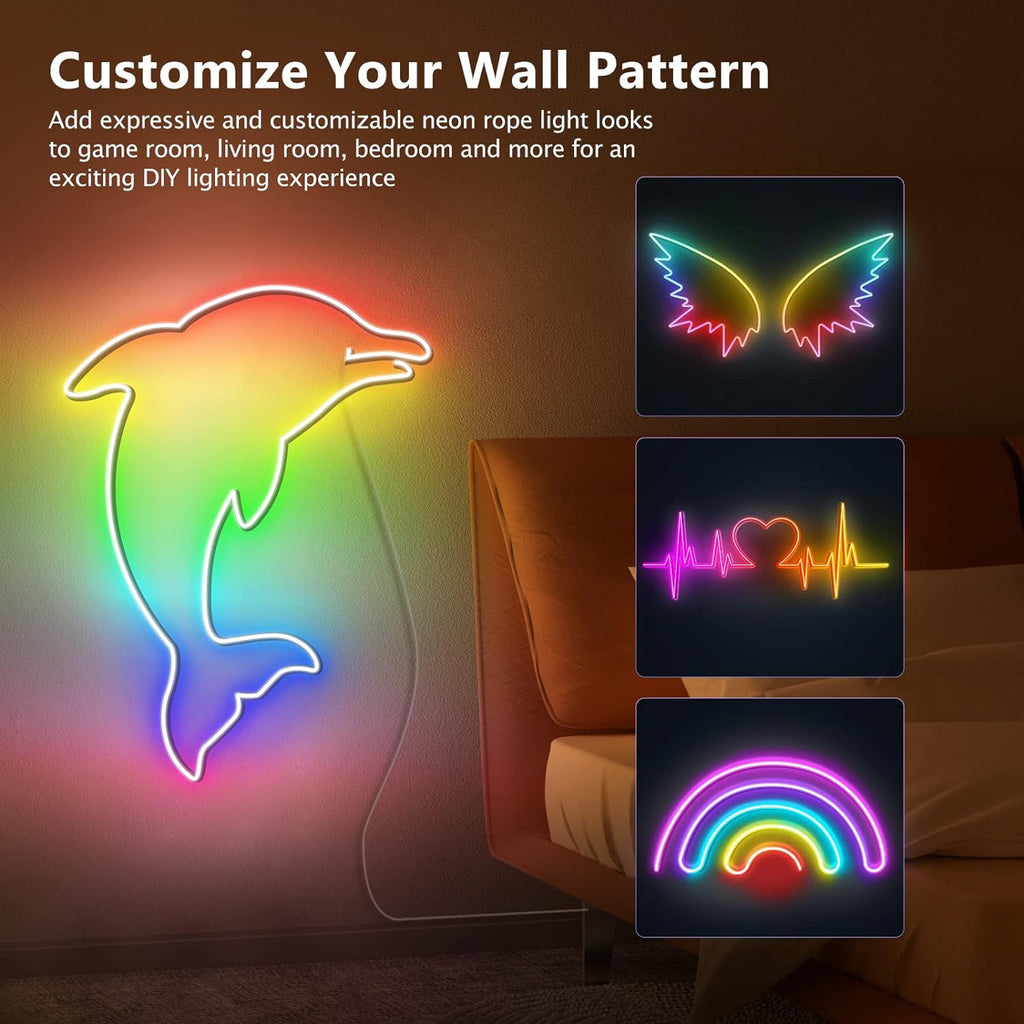 Customize Your Wall Pattern
Add expressive and customizable neon rope light looks
to game room, living room, bedroom and more for an
exciting DIY lighting experience